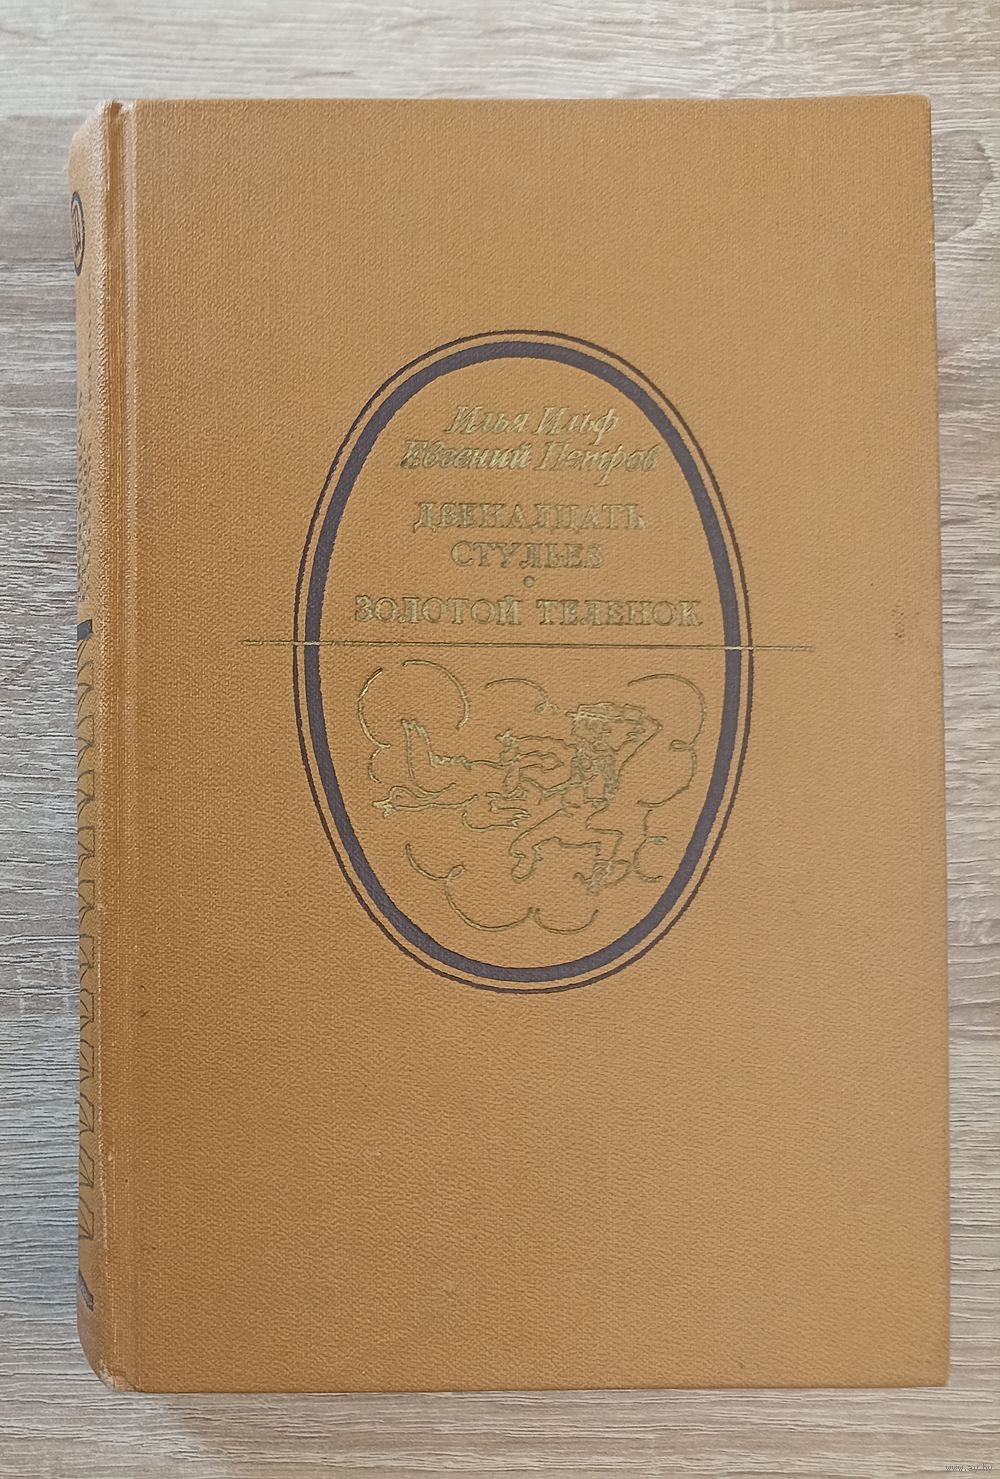 Илья Ильф
Евгений Петров
ДВЕНАДЦАТЬ
СТУЛЬЕВ
•
ЗОЛОТОЙ ТЕЛЕНОК